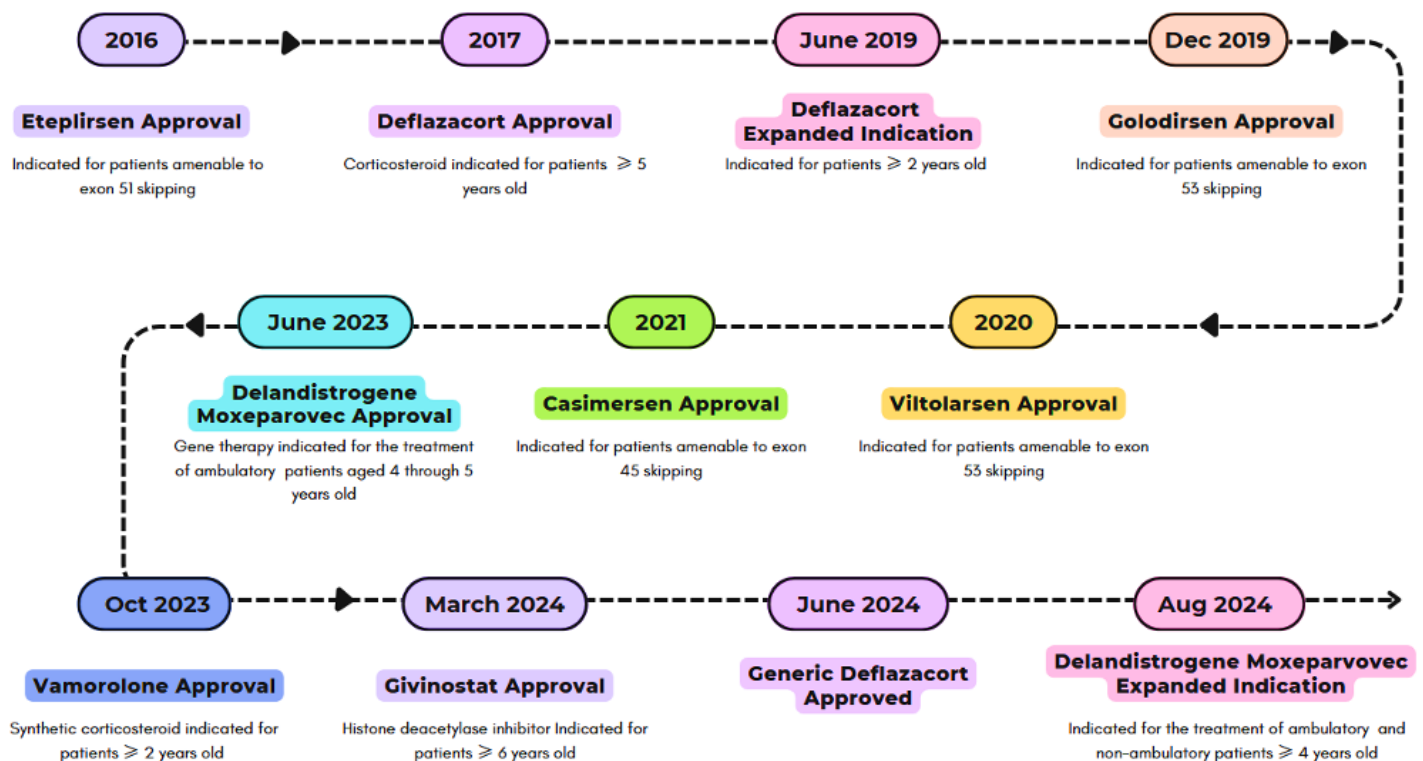 2016
Eteplirsen Approval
Indicated for patients amenable to
exon 51 skipping
2017
Deflazacort Approval
Corticosteroid indicated for patients ⩾ 5
years old
June 2019
Deflazacort
Expanded Indication
Indicated for patients ⩾ 2 years old
Dec 2019
Golodirsen Approval
Indicated for patients amenable to exon
53 skipping
2020
Viltolarsen Approval
Indicated for patients amenable to exon
53 skipping
2021
Casimersen Approval
Indicated for patients amenable to exon
45 skipping
June 2023
Delandistrogene
Moxeparovec Approval
Gene therapy indicated for the treatment
of ambulatory patients aged 4 through 5
years old
Oct 2023
Vamorolone Approval
Synthetic corticosteroid indicated for
patients ⩾ 2 years old
March 2024
Givinostat Approval
Histone deacetylase inhibitor Indicated for
patients ⩾ 6 years old
June 2024
Generic Deflazacort
Approved
Aug 2024
Delandistrogene Moxeparvovec
Expanded Indication
Indicated for the treatment of ambulatory and
non-ambulatory patients ⩾ 4 years old